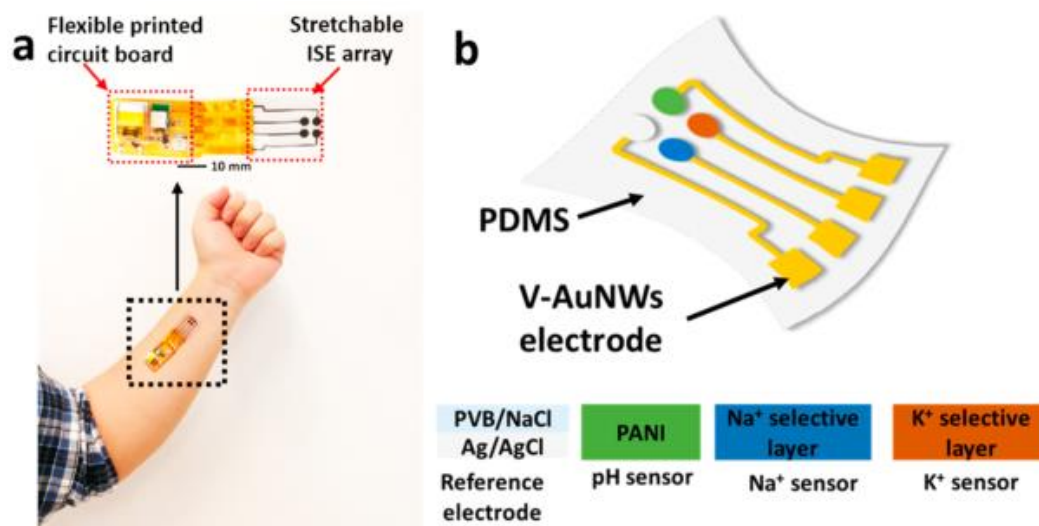 a
Flexible printed
circuit board
Stretchable
ISE array
10 mm
b
PDMS
V-AuNWs
electrode
PVB/NaCl
Ag/AgCl
Reference
electrode
PANI
pH sensor
Na⁺ selective
layer
Na⁺ sensor
K⁺ selective
layer
K⁺ sensor